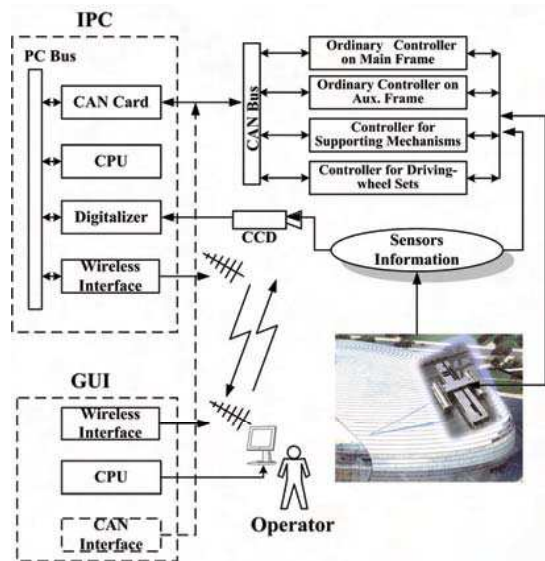 IPC
PC Bus
CAN Card
CPU
Digitalizer
Wireless
Interface
CAN Bus
Ordinary Controller
on Main Frame
Ordinary Controller on
Aux. Frame
Controller for
Supporting Mechanisms
Controller for Driving-
wheel Sets
CCD
Sensors
Information
GUI
Wireless
Interface
CPU
CAN
Interface
Operator